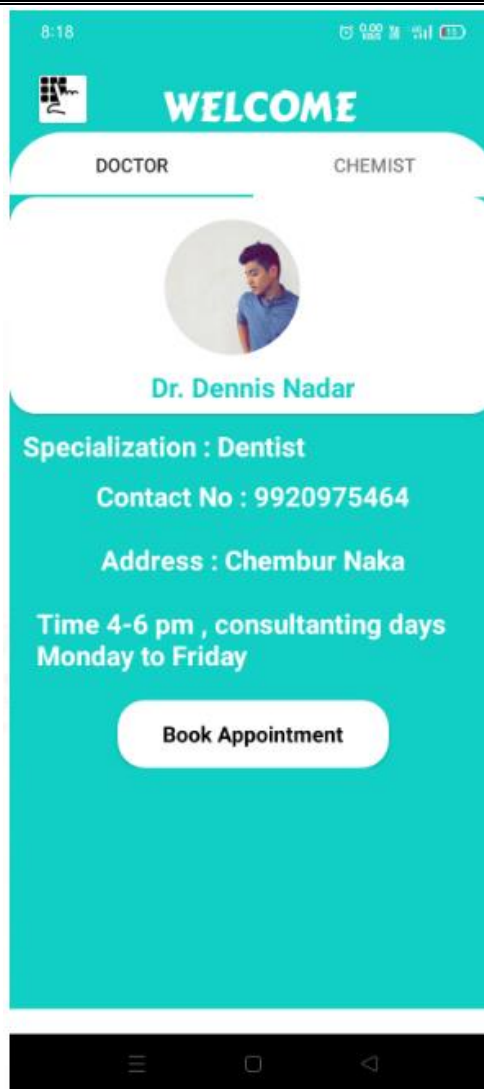 8:18
WELCOME
DOCTOR CHEMIST
Dr. Dennis Nadar
Specialization : Dentist
Contact No : 9920975464
Address : Chembur Naka
Time 4-6 pm , consultanting days
Monday to Friday
Book Appointment